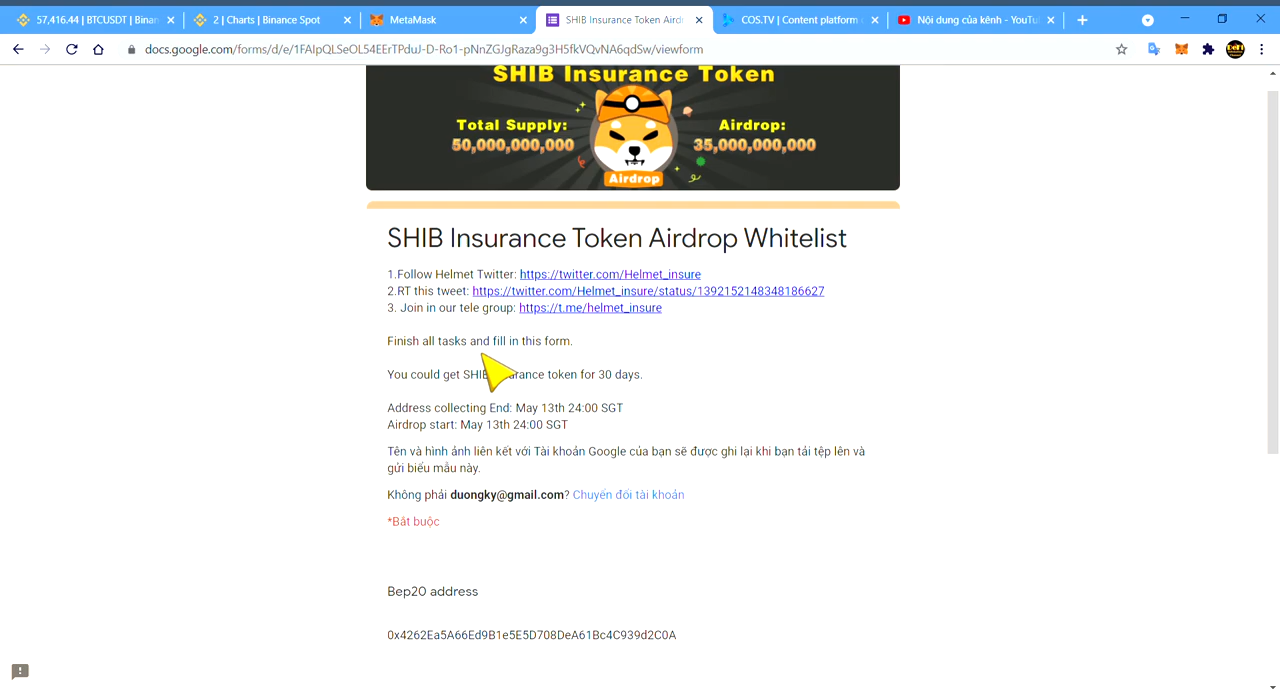 57,416.44 | BTCUSDT | Binan
2 | Charts | Binance Spot
MetaMask
SHIB Insurance Token Aird
COS.TV | Content platform
Nội dung của kênh - YouTu
docs.google.com/forms/d/e/1FAIpQLSeOL54EErTPduJ-D-Ro1-pNnZGJgRaza9g3H5fkVQvNA6qdSw/viewform
SHIB Insurance Token
Total Supply:
50,000,000,000
Airdrop:
35,000,000,000
Airdrop
SHIB Insurance Token Airdrop Whitelist
1.Follow Helmet Twitter: https://twitter.com/Helmet_insure
2.RT this tweet: https://twitter.com/Helmet_insure/status/1392152148348186627
3. Join in our tele group: https://t.me/helmet_insure
Finish all tasks and fill in this form.
You could get SHIB Insurance token for 30 days.
Address collecting End: May 13th 24:00 SGT
Airdrop start: May 13th 24:00 SGT
Tên và hình ảnh liên kết với Tài khoản Google của bạn sẽ được ghi lại khi bạn tải tệp lên và
gửi biểu mẫu này.
Không phải duongky@gmail.com? Chuyển đổi tài khoản
*Bắt buộc
Bep20 address
0x4262Ea5A66Ed9B1e5E5D708DeA61Bc4C939d2C0A